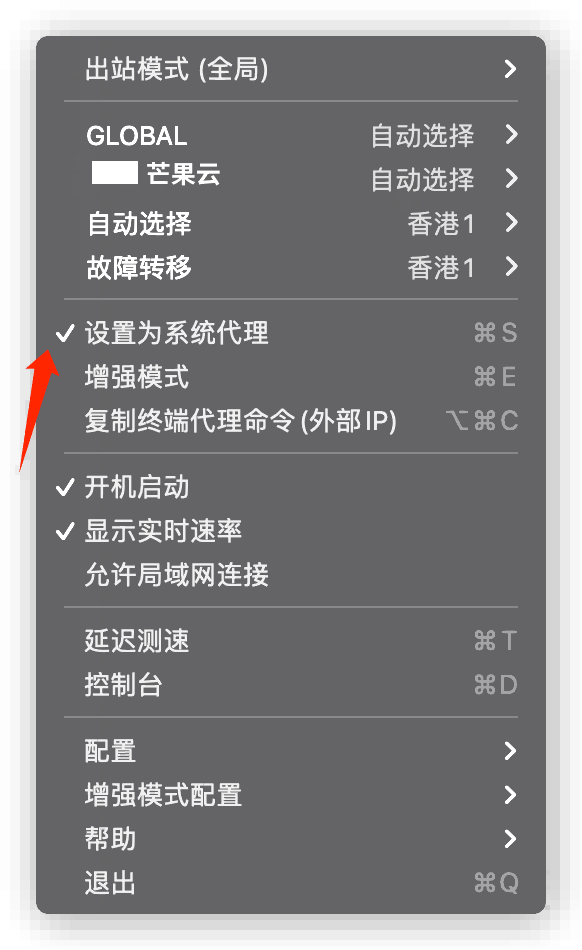 出站模式 (全局)
GLOBAL 自动选择
芒果云 自动选择
自动选择 香港1
故障转移 香港1
设置为系统代理 ⌘S
增强模式 ⌘E
复制终端代理命令 (外部 IP) ⌥⌘C
开机启动
显示实时速率
允许局域网连接
延迟测速 ⌘T
控制台 ⌘D
配置
增强模式配置
帮助
退出 ⌘Q